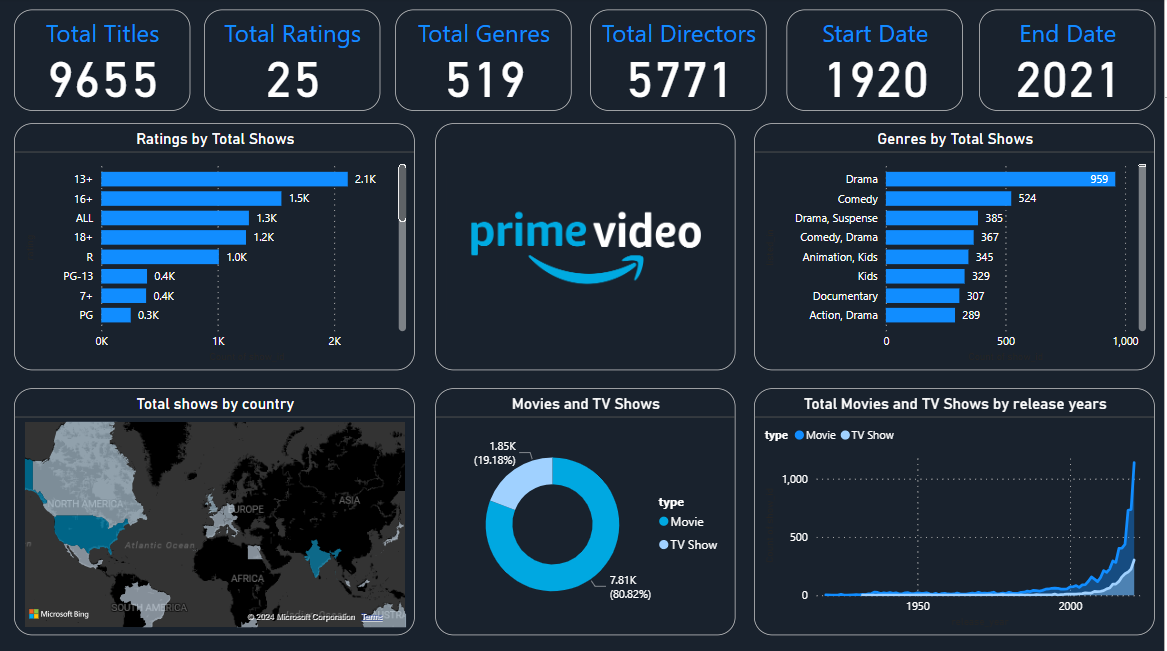 Total Titles
9655
Total Ratings
25
Total Genres
519
Total Directors
5771
Start Date
1920
End Date
2021
Ratings by Total Shows
13+ 2.1K
16+ 1.5K
ALL 1.3K
18+ 1.2K
R 1.0K
PG-13 0.4K
7+ 0.4K
PG 0.3K
0K 1K 2K
prime video
Genres by Total Shows
Drama 959
Comedy 524
Drama, Suspense 385
Comedy, Drama 367
Animation, Kids 345
Kids 329
Documentary 307
Action, Drama 289
0 500 1,000
Total shows by country
NORTH AMERICA
EUROPE
ASIA
Atlantic Ocean
AFRICA
SOUTH AMERICA
Microsoft Bing
© 2024 Microsoft Corporation Terms
Movies and TV Shows
1.85K
(19.18%)
type
Movie
TV Show
7.81K
(80.82%)
Total Movies and TV Shows by release years
type Movie TV Show
1,000
500
0
1950 2000